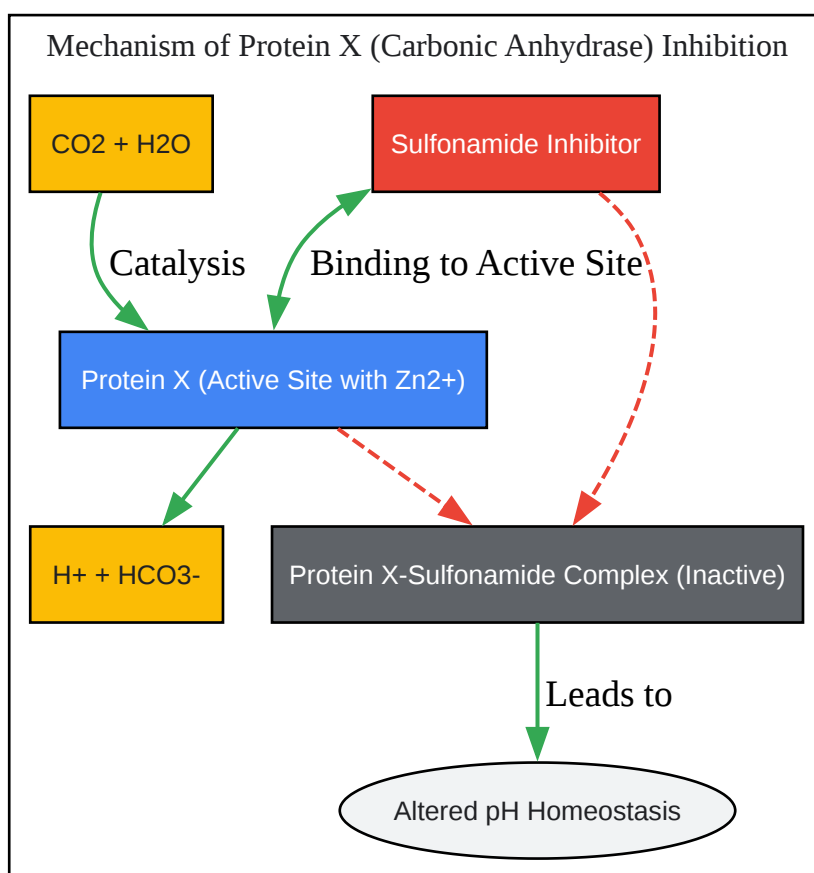 Mechanism of Protein X (Carbonic Anhydrase) Inhibition
CO2 + H2O
Sulfonamide Inhibitor
Catalysis
Binding to Active Site
Protein X (Active Site with Zn2+)
H+ + HCO3-
Protein X-Sulfonamide Complex (Inactive)
Leads to
Altered pH Homeostasis